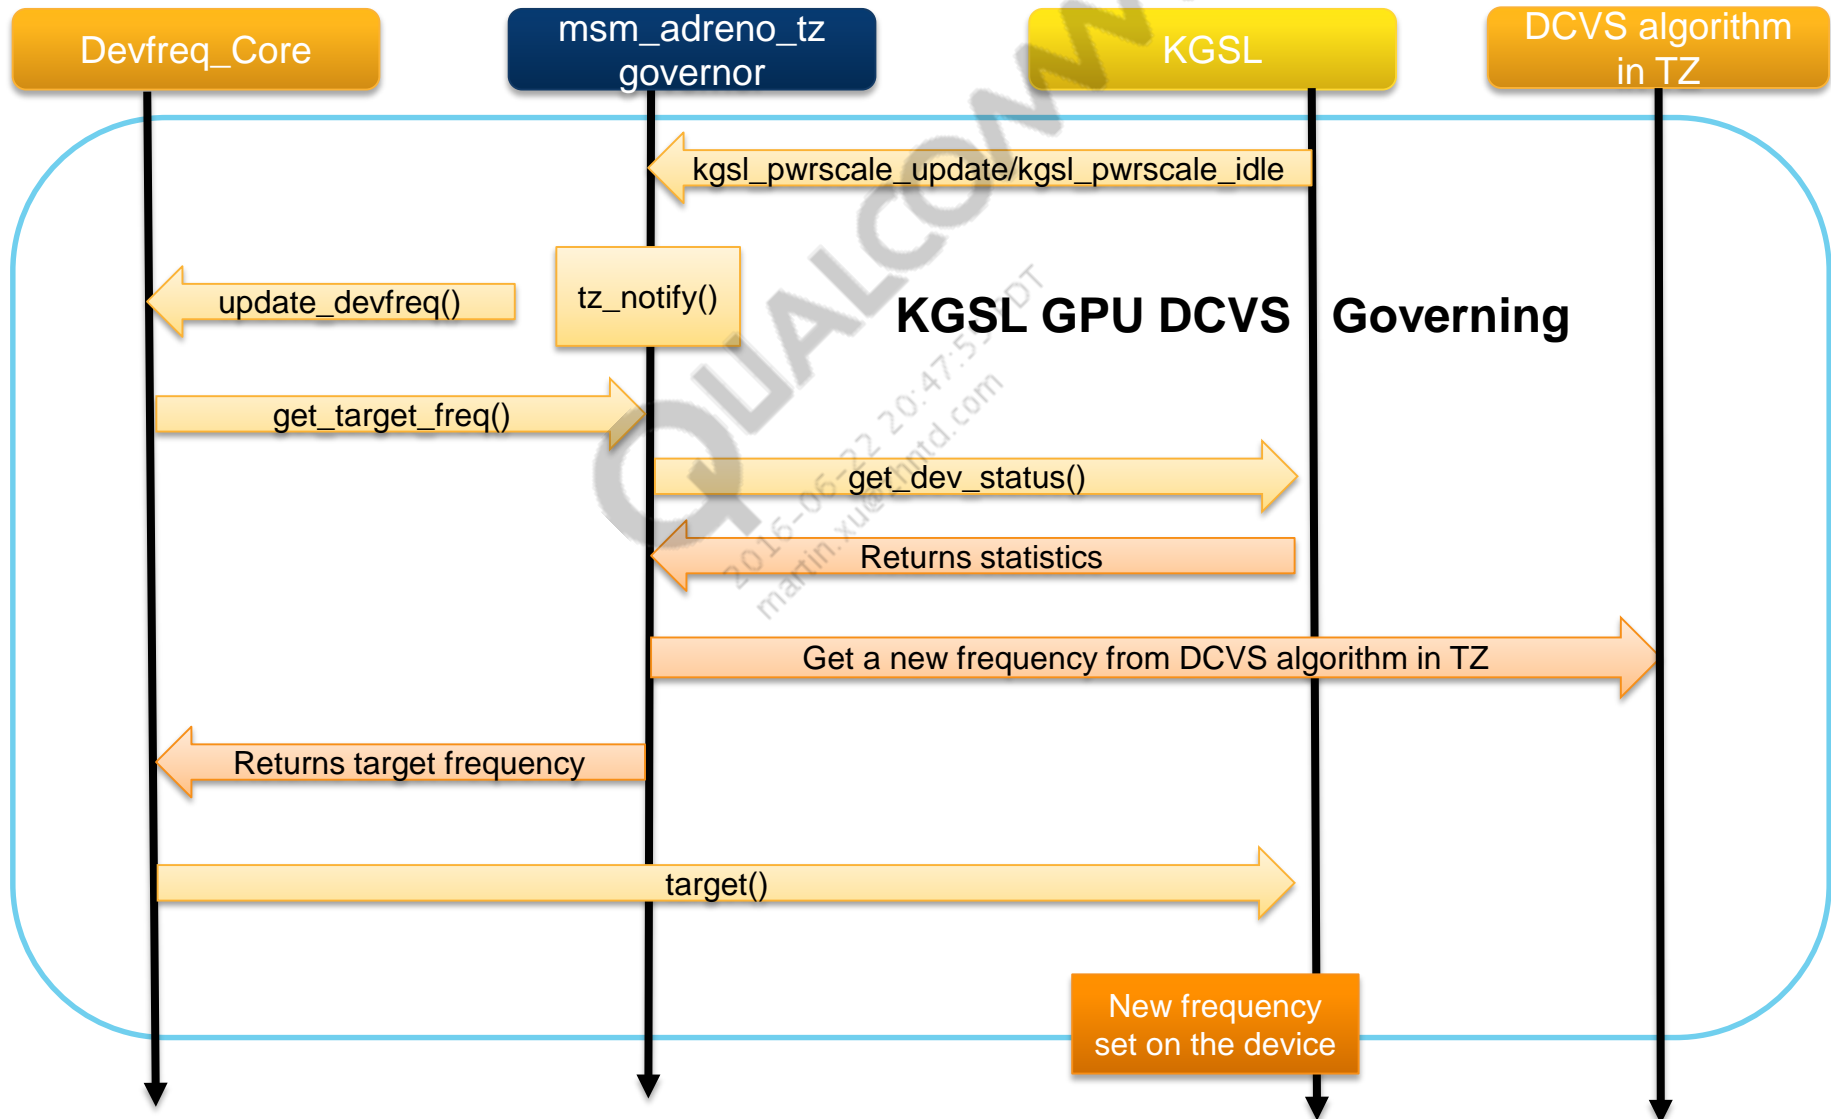 Devfreq_Core
msm_adreno_tz
governor
KGSL
DCVS algorithm
in TZ
kgsl_pwrscale_update/kgsl_pwrscale_idle
update_devfreq()
tz_notify()
KGSL GPU DCVS Governing
get_target_freq()
get_dev_status()
Returns statistics
Get a new frequency from DCVS algorithm in TZ
Returns target frequency
target()
New frequency
set on the device
QUALCOMM